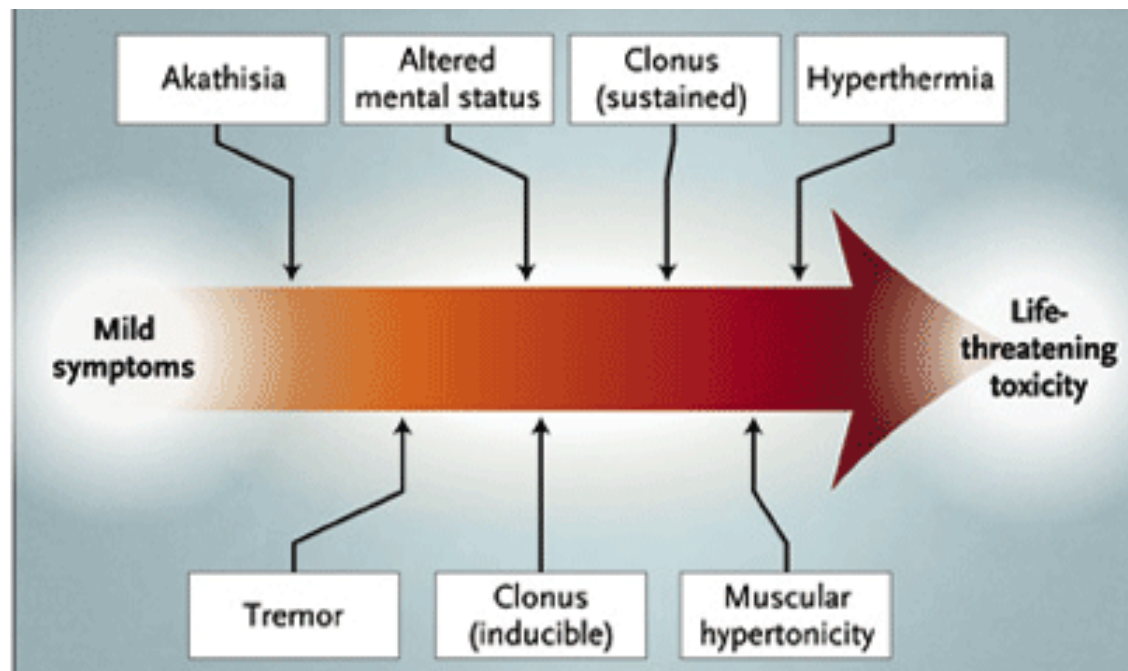 Akathisia
Altered
mental status
Clonus
(sustained)
Hyperthermia
Mild
symptoms
Life-
threatening
toxicity
Tremor
Clonus
(inducible)
Muscular
hypertonicity